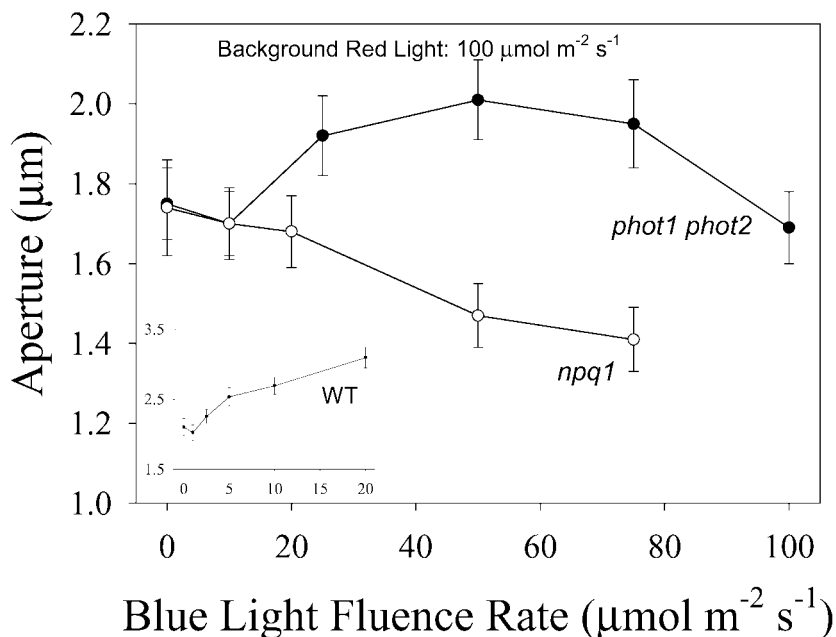 Background Red Light: 100 μmol m-2 s-1
2.2
2.0
1.8
1.6
1.4
1.2
1.0
Aperture (μm)
phot1 phot2
npq1
3.5
2.5
1.5
WT
0 5 10 15 20
0 20 40 60 80 100
Blue Light Fluence Rate (μmol m-2 s-1)